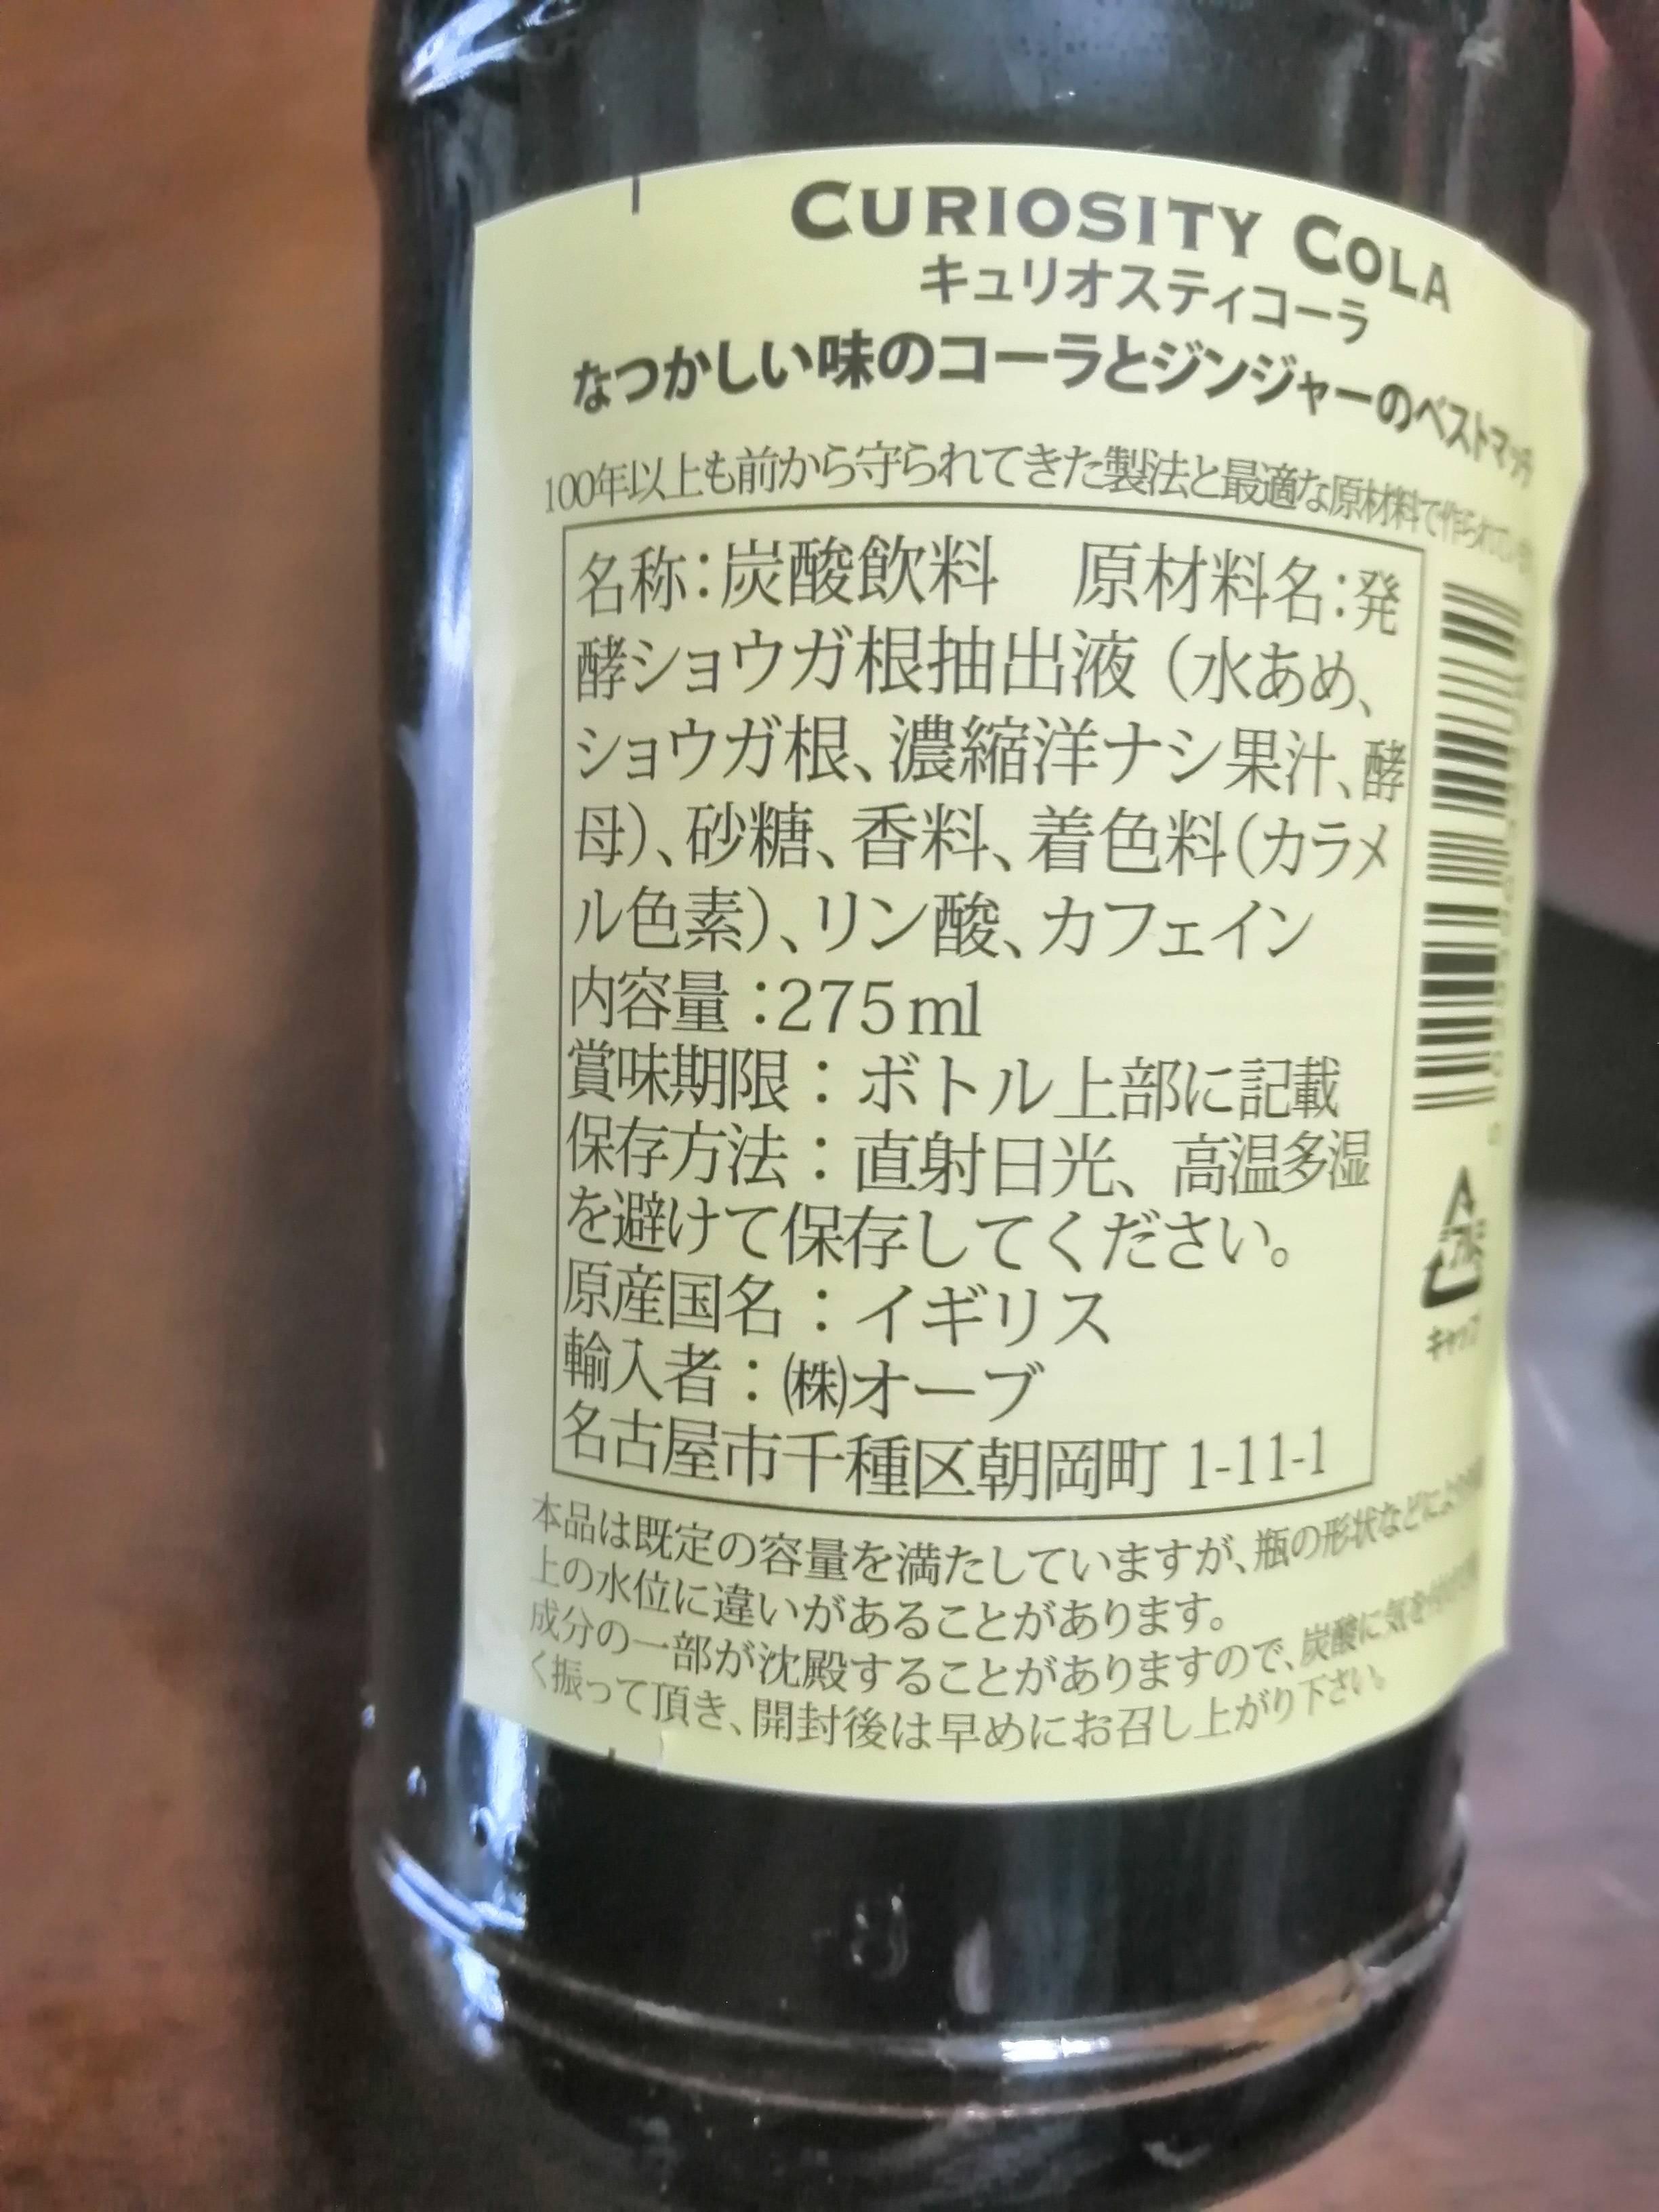 CURIOSITY COLA
キュリオスティコーラ
なつかしい味のコーラとジンジャーのベストマッチ
100年以上も前から守られてきた製法と最適な原材料で作られて
名称:炭酸飲料 原材料名:発
酵ショウガ根抽出液(水あめ、
ショウガ根、濃縮洋ナシ果汁、酵
母)、砂糖、香料、着色料(カラメ
ル色素)、リン酸、カフェイン
内容量:275ml
賞味期限:ボトル上部に記載
保存方法:直射日光、高温多湿
を避けて保存してください。
原産国名:イギリス
輸入者:㈱オーブ
名古屋市千種区朝岡町 1-11-1
アルミ
キャップ
本品は既定の容量を満たしていますが、瓶の形状などにより
上の水位に違いがあることがあります。
成分の一部が沈殿することがありますので、炭酸に気を
く振って頂き、開封後は早めにお召し上がり下さい。